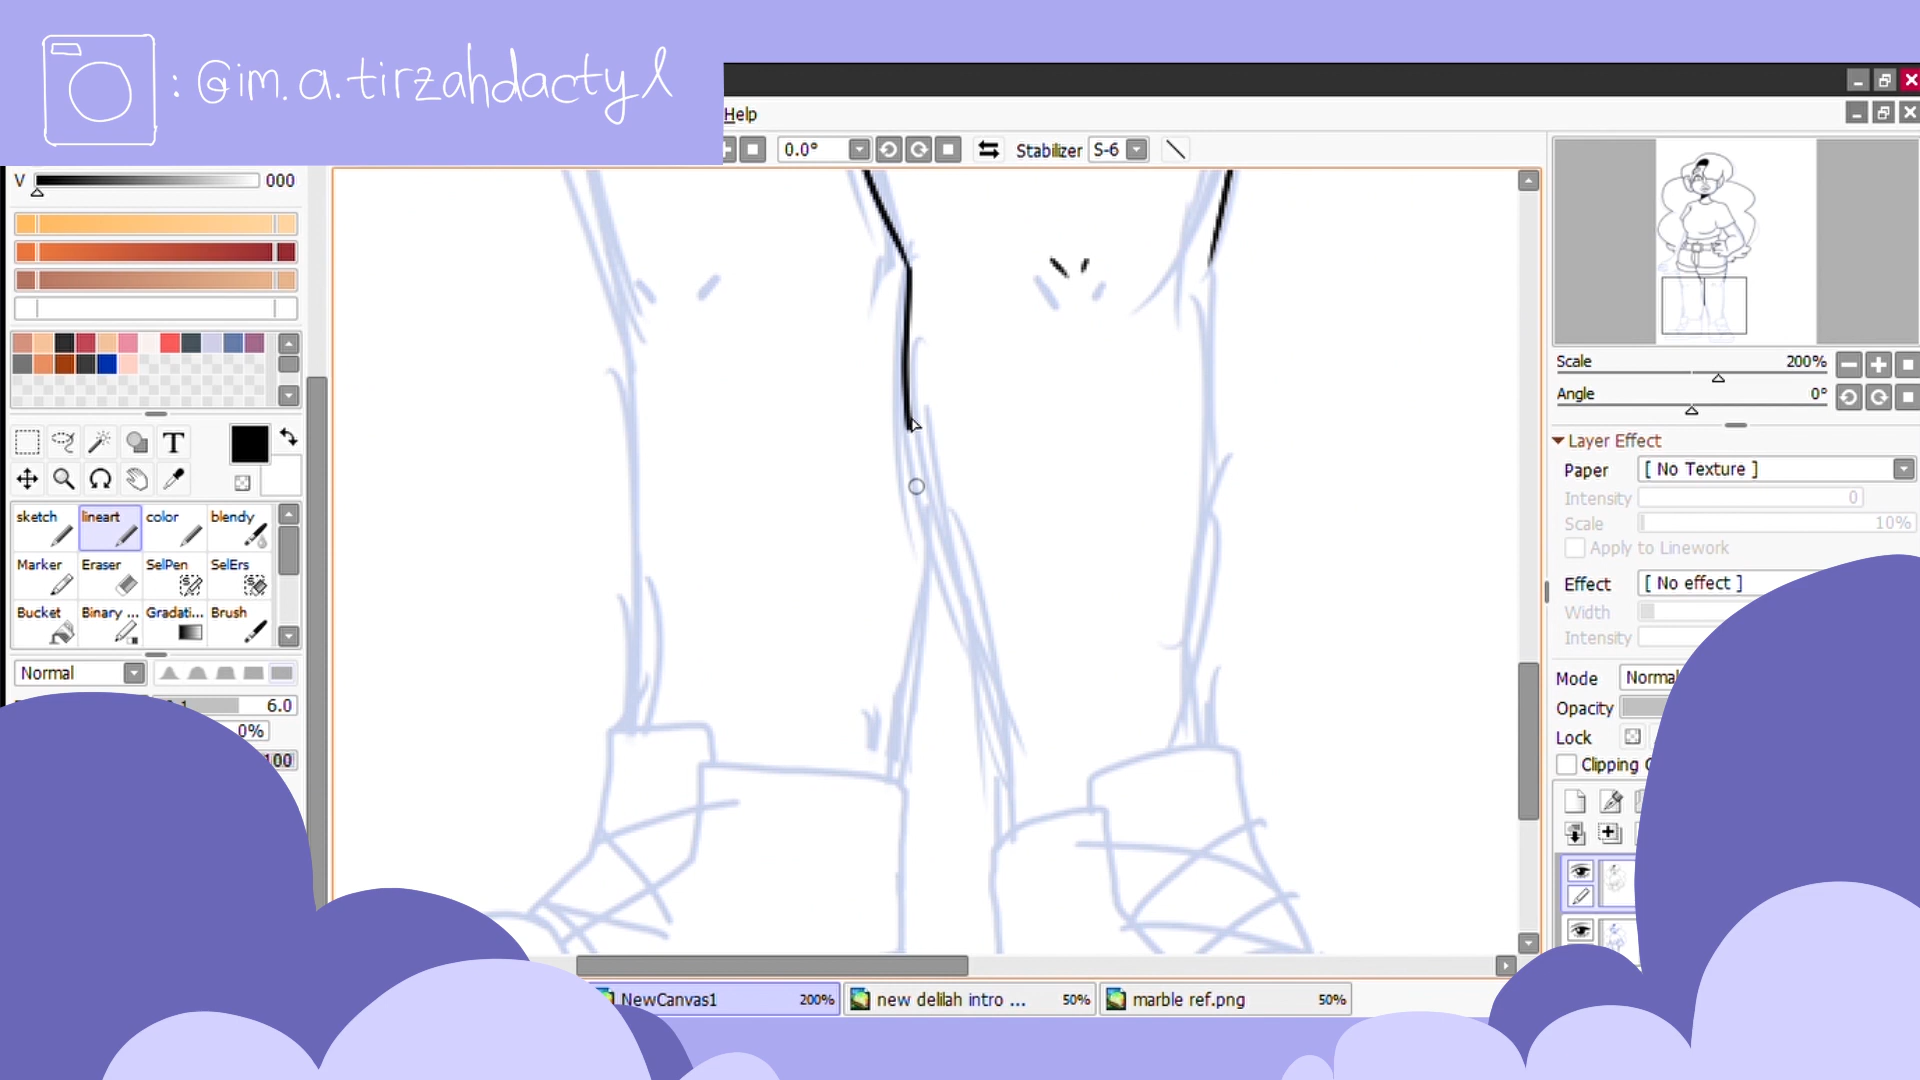 : @im.a.tirzahdactyl
Help
0.0° Stabilizer S-6
V 000
T
sketch lineart color blendy
Marker Eraser SelPen SelErs
Bucket Binary ... Gradati... Brush
Normal
6.0
0%
100
Scale 200%
Angle 0°
Layer Effect
Paper [ No Texture ]
Intensity 0
Scale 10%
Apply to Linework
Effect [ No effect ]
Width
Intensity
Mode Normal
Opacity
Lock
Clipping
NewCanvas1 200% new delilah intro ... 50% marble ref.png 50%